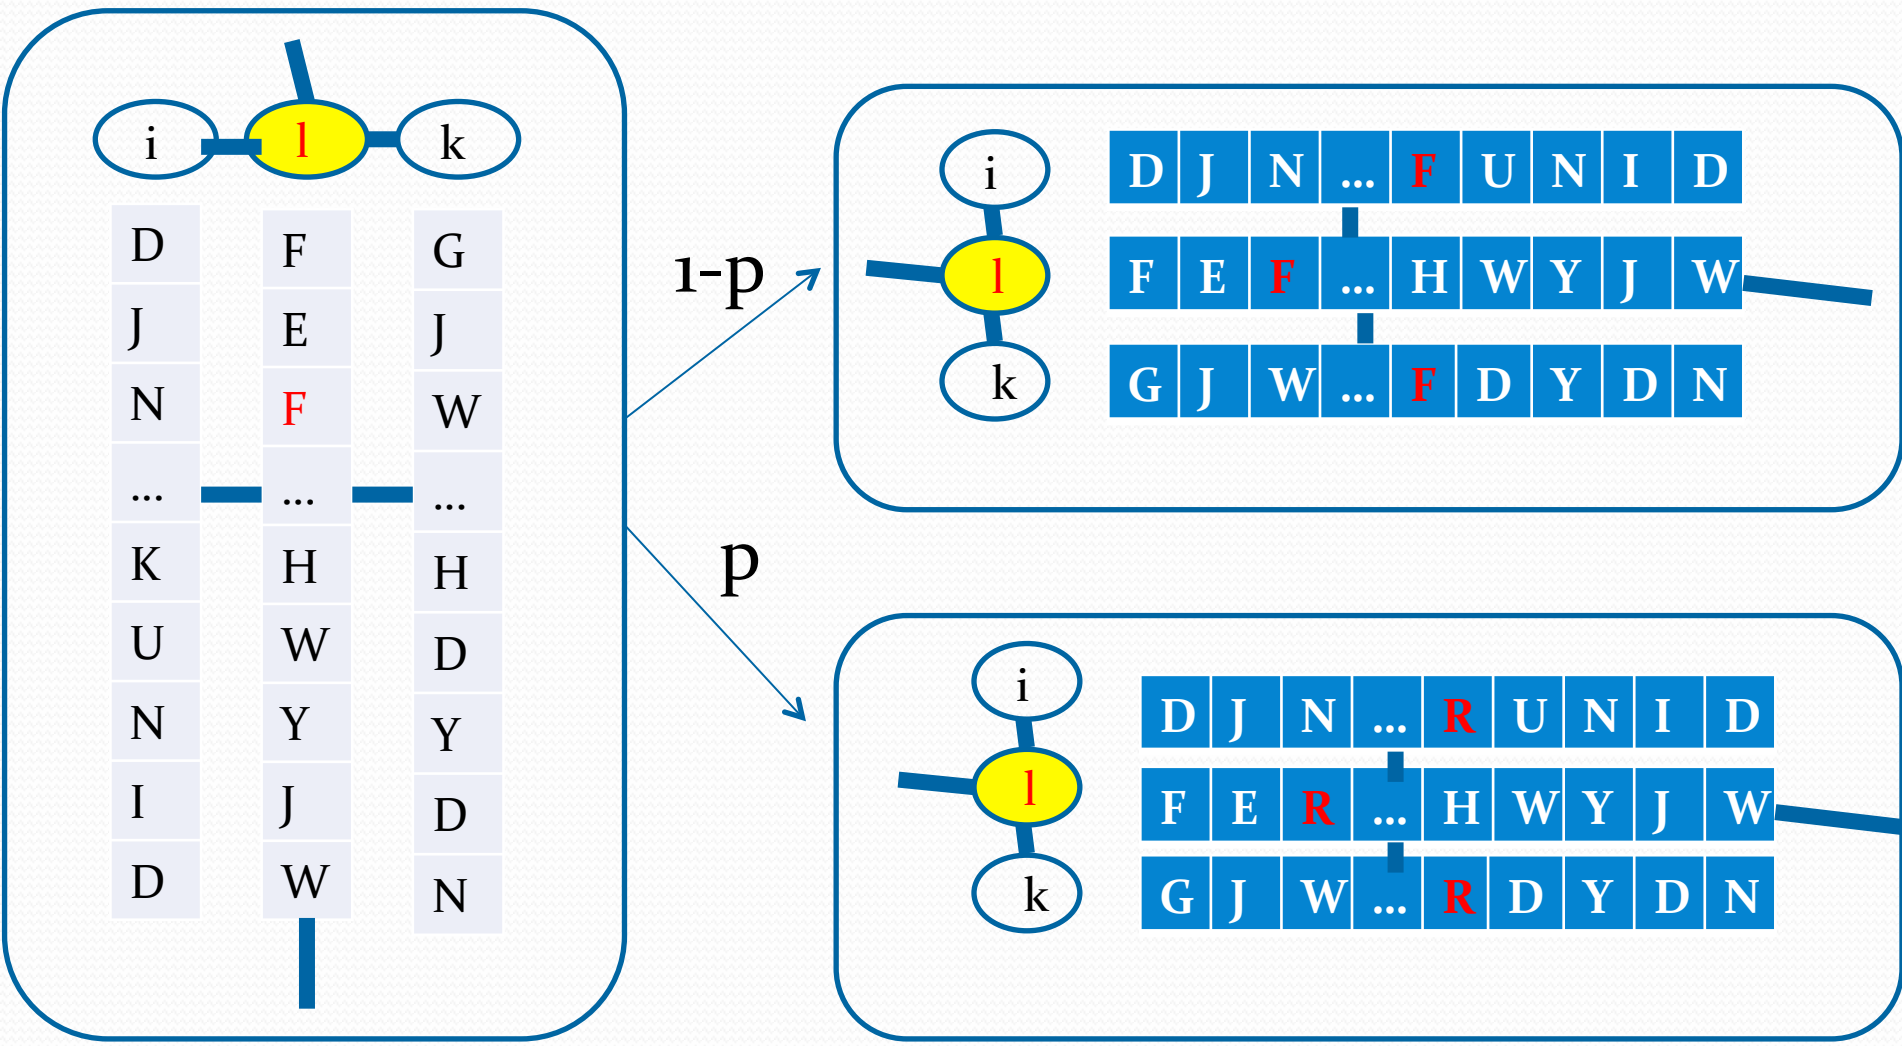 i l k
D F G
J E J
N F W
... ... ...
K H H
U W D
N Y Y
I J D
D W N
1-p
p
i
l
k
D J N ... F U N I D
F E F ... H W Y J W
G J W ... F D Y D N
i
l
k
D J N ... R U N I D
F E R ... H W Y J W
G J W ... R D Y D N